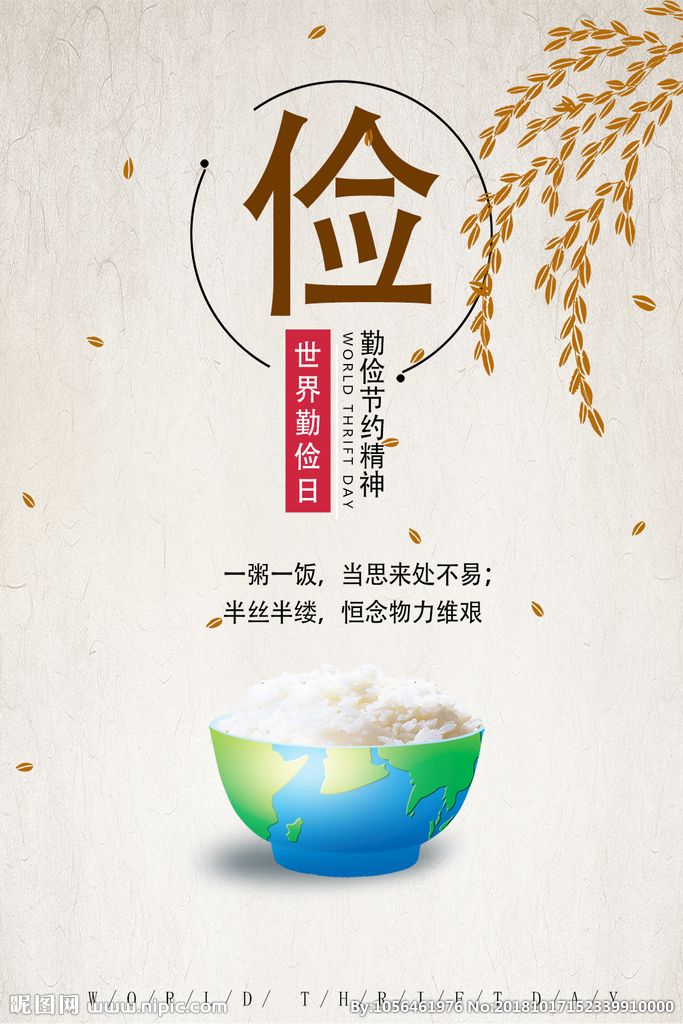 俭
世界勤俭日
WORLD THRIFT DAY
勤俭节约精神
一粥一饭，当思来处不易；
半丝半缕，恒念物力维艰
W/O/R/L/D/ T/H/R/I/F/T/D/A/Y
昵图网 www.nipic.com
By:1056461976 No:20181017152339910000